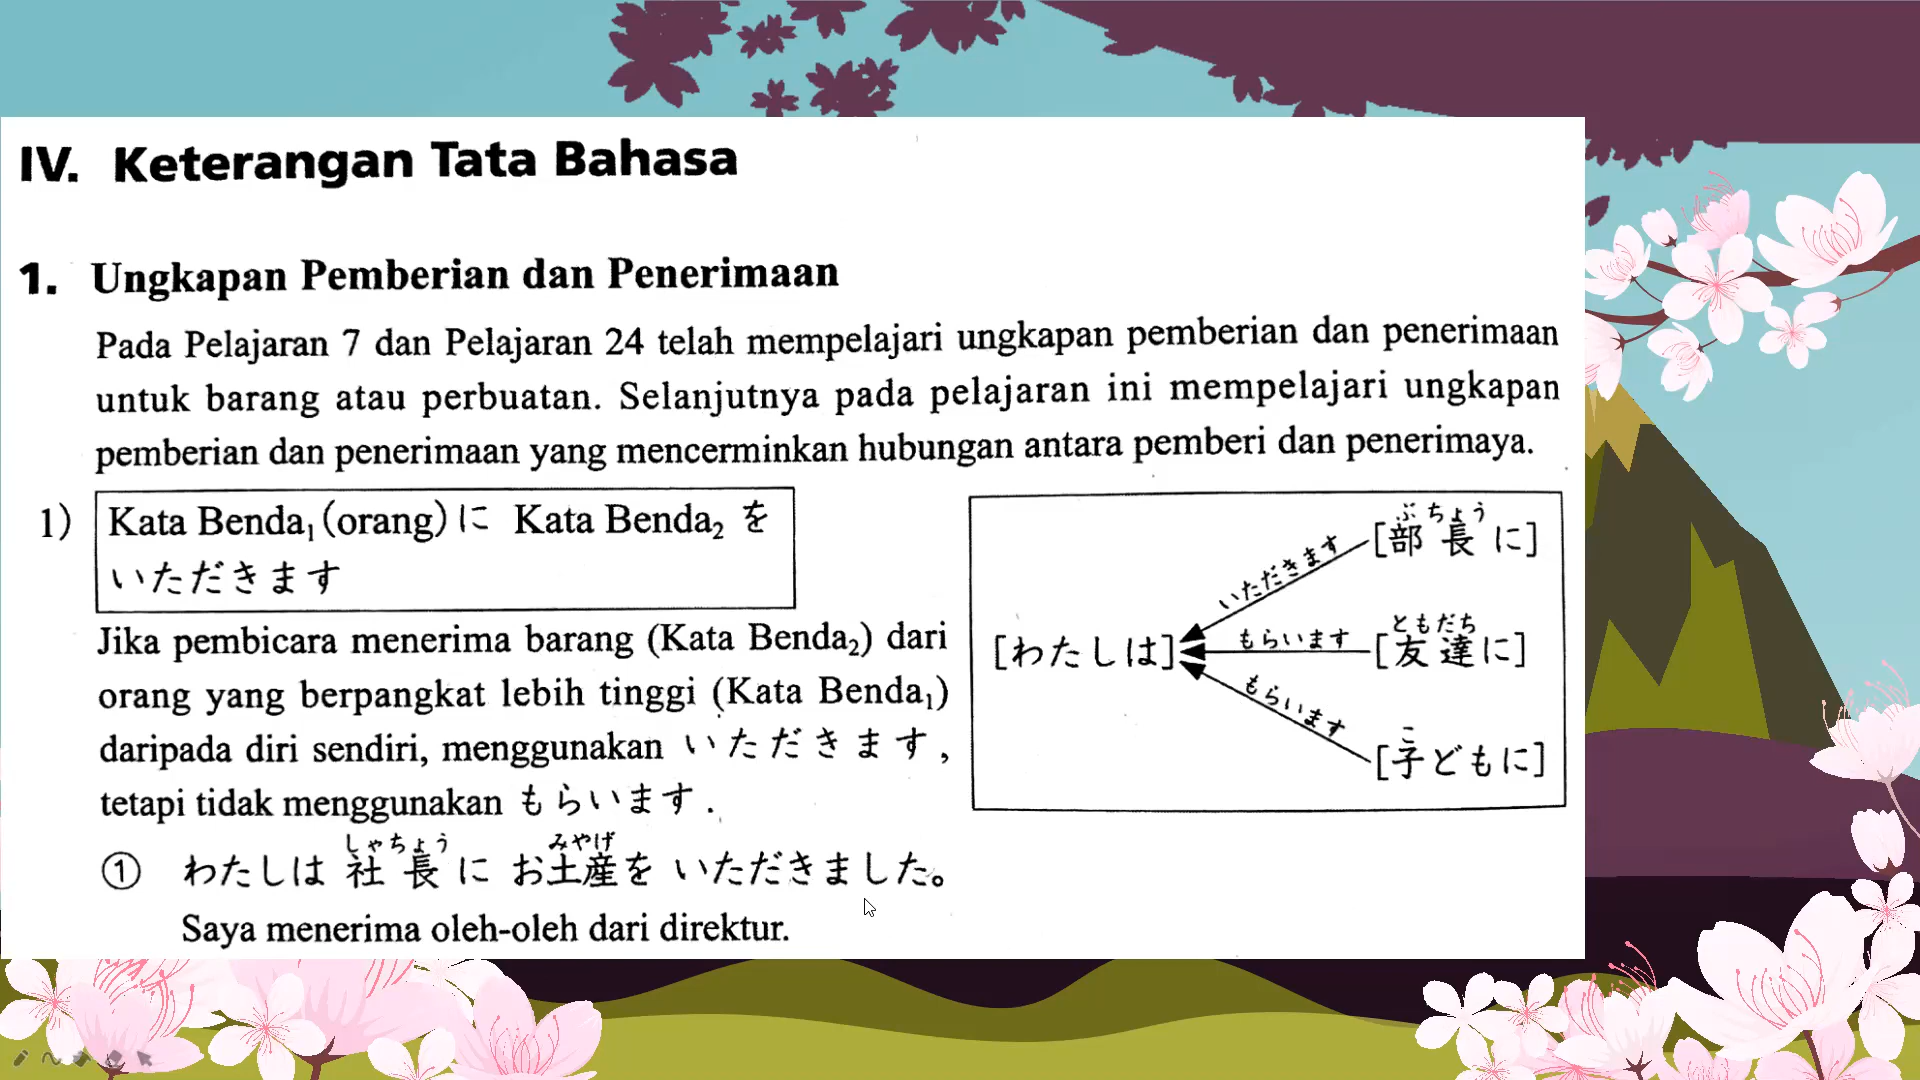 IV. Keterangan Tata Bahasa
1. Ungkapan Pemberian dan Penerimaan
Pada Pelajaran 7 dan Pelajaran 24 telah mempelajari ungkapan pemberian dan penerimaan
untuk barang atau perbuatan. Selanjutnya pada pelajaran ini mempelajari ungkapan
pemberian dan penerimaan yang mencerminkan hubungan antara pemberi dan penerimaya.
1) Kata Benda₁(orang)に Kata Benda₂ を
いただきます
Jika pembicara menerima barang (Kata Benda₂) dari
orang yang berpangkat lebih tinggi (Kata Benda₁)
daripada diri sendiri, menggunakan いただきます,
tetapi tidak menggunakan もらいます.
しゃちょう みやげ
① わたしは 社長に お土産を いただきました。
Saya menerima oleh-oleh dari direktur.
ぶちょう
[部長に]
いただきます
ともだち
[わたしは] もらいます [友達に]
もらいます
こ
[子どもに]